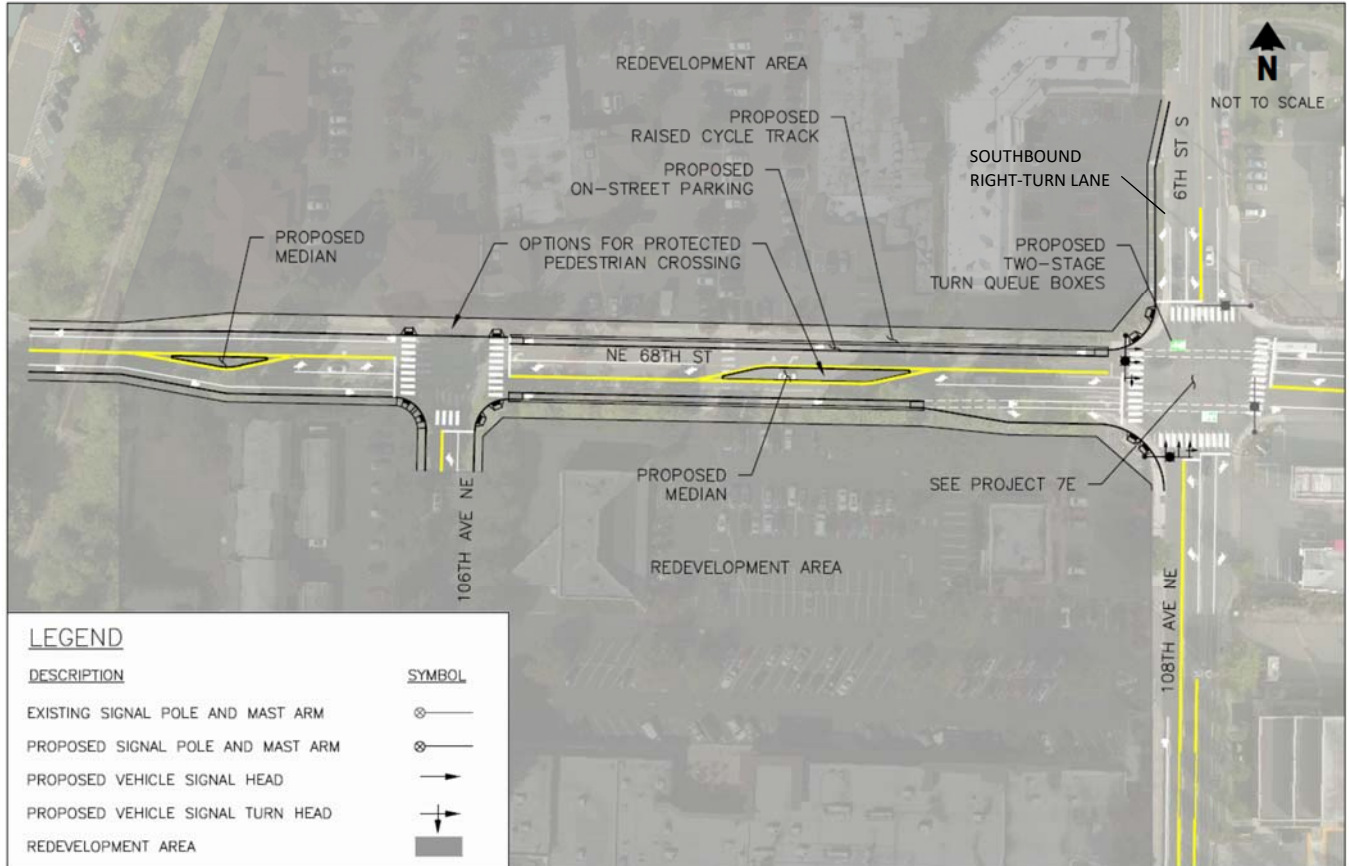 REDEVELOPMENT AREA
N
NOT TO SCALE
PROPOSED
RAISED CYCLE TRACK
PROPOSED
ON-STREET PARKING
SOUTHBOUND
RIGHT-TURN LANE
6TH ST S
PROPOSED
MEDIAN
OPTIONS FOR PROTECTED
PEDESTRIAN CROSSING
PROPOSED
TWO-STAGE
TURN QUEUE BOXES
NE 68TH ST
PROPOSED
MEDIAN
SEE PROJECT 7E
106TH AVE NE
REDEVELOPMENT AREA
108TH AVE NE
LEGEND
DESCRIPTION SYMBOL
EXISTING SIGNAL POLE AND MAST ARM
PROPOSED SIGNAL POLE AND MAST ARM
PROPOSED VEHICLE SIGNAL HEAD
PROPOSED VEHICLE SIGNAL TURN HEAD
REDEVELOPMENT AREA